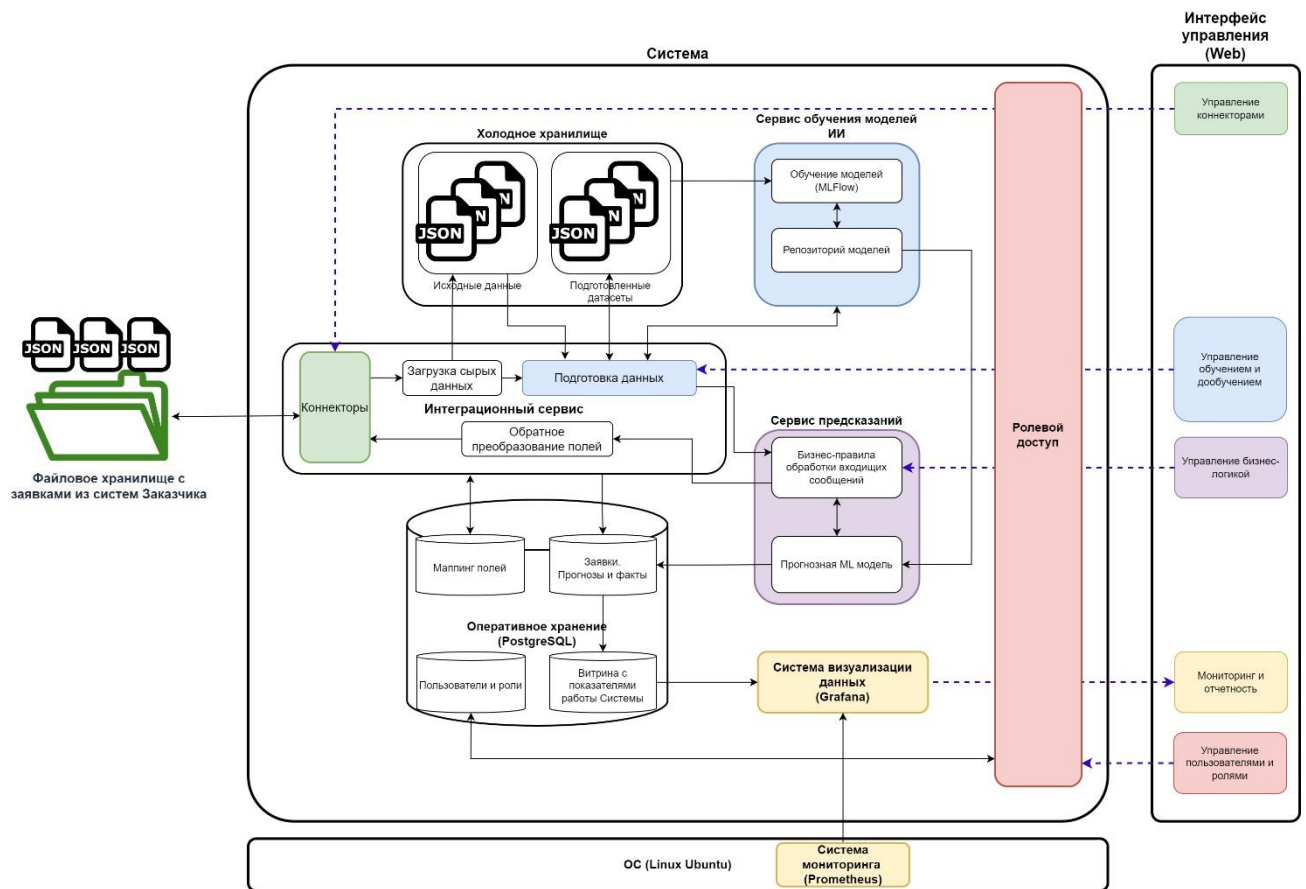 Интерфейс
управления
(Web)
Система
Управление
коннекторами
Холодное хранилище
Сервис обучения моделей
ИИ
JSON
JSON
JSON
JSON
JSON
JSON
Обучение моделей
(MLFlow)
Репозиторий моделей
Исходные данные
Подготовленные
датасеты
JSON
JSON
JSON
Файловое хранилище с
заявками из систем Заказчика
Коннекторы
Загрузка сырых
данных
Подготовка данных
Интеграционный сервис
Обратное
преобразование полей
Управление
обучением и
дообучением
Сервис предсказаний
Бизнес-правила
обработки входящих
сообщений
Прогнозная ML модель
Ролевой
доступ
Управление бизнес-
логикой
Маппинг полей
Заявки.
Прогнозы и факты
Оперативное хранение
(PostgreSQL)
Пользователи и роли
Витрина с
показателями
работы Системы
Система визуализации
данных
(Grafana)
Мониторинг и
отчетность
Управление
пользователями и
ролями
ОС (Linux Ubuntu)
Система
мониторинга
(Prometheus)